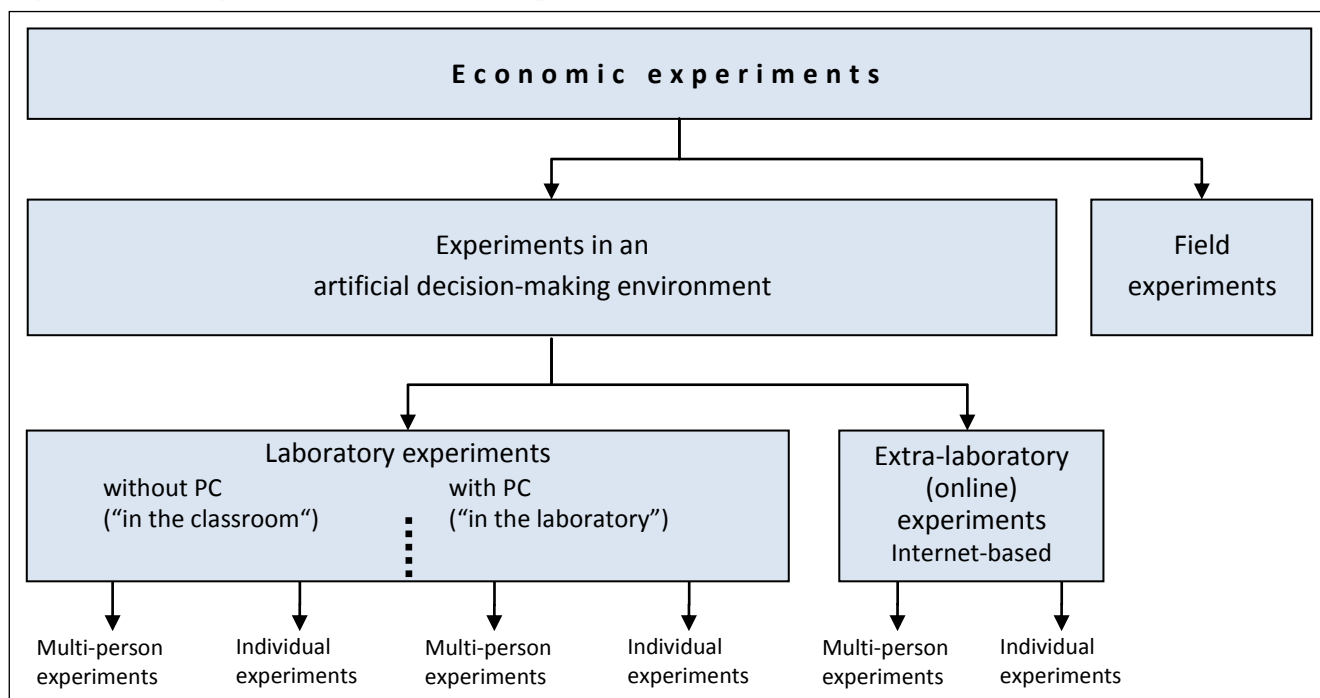 Economic experiments
Experiments in an
artificial decision-making environment
Field
experiments
Laboratory experiments
without PC
(“in the classroom“)
with PC
(“in the laboratory”)
Extra-laboratory
(online)
experiments
Internet-based
Multi-person
experiments
Individual
experiments
Multi-person
experiments
Individual
experiments
Multi-person
experiments
Individual
experiments